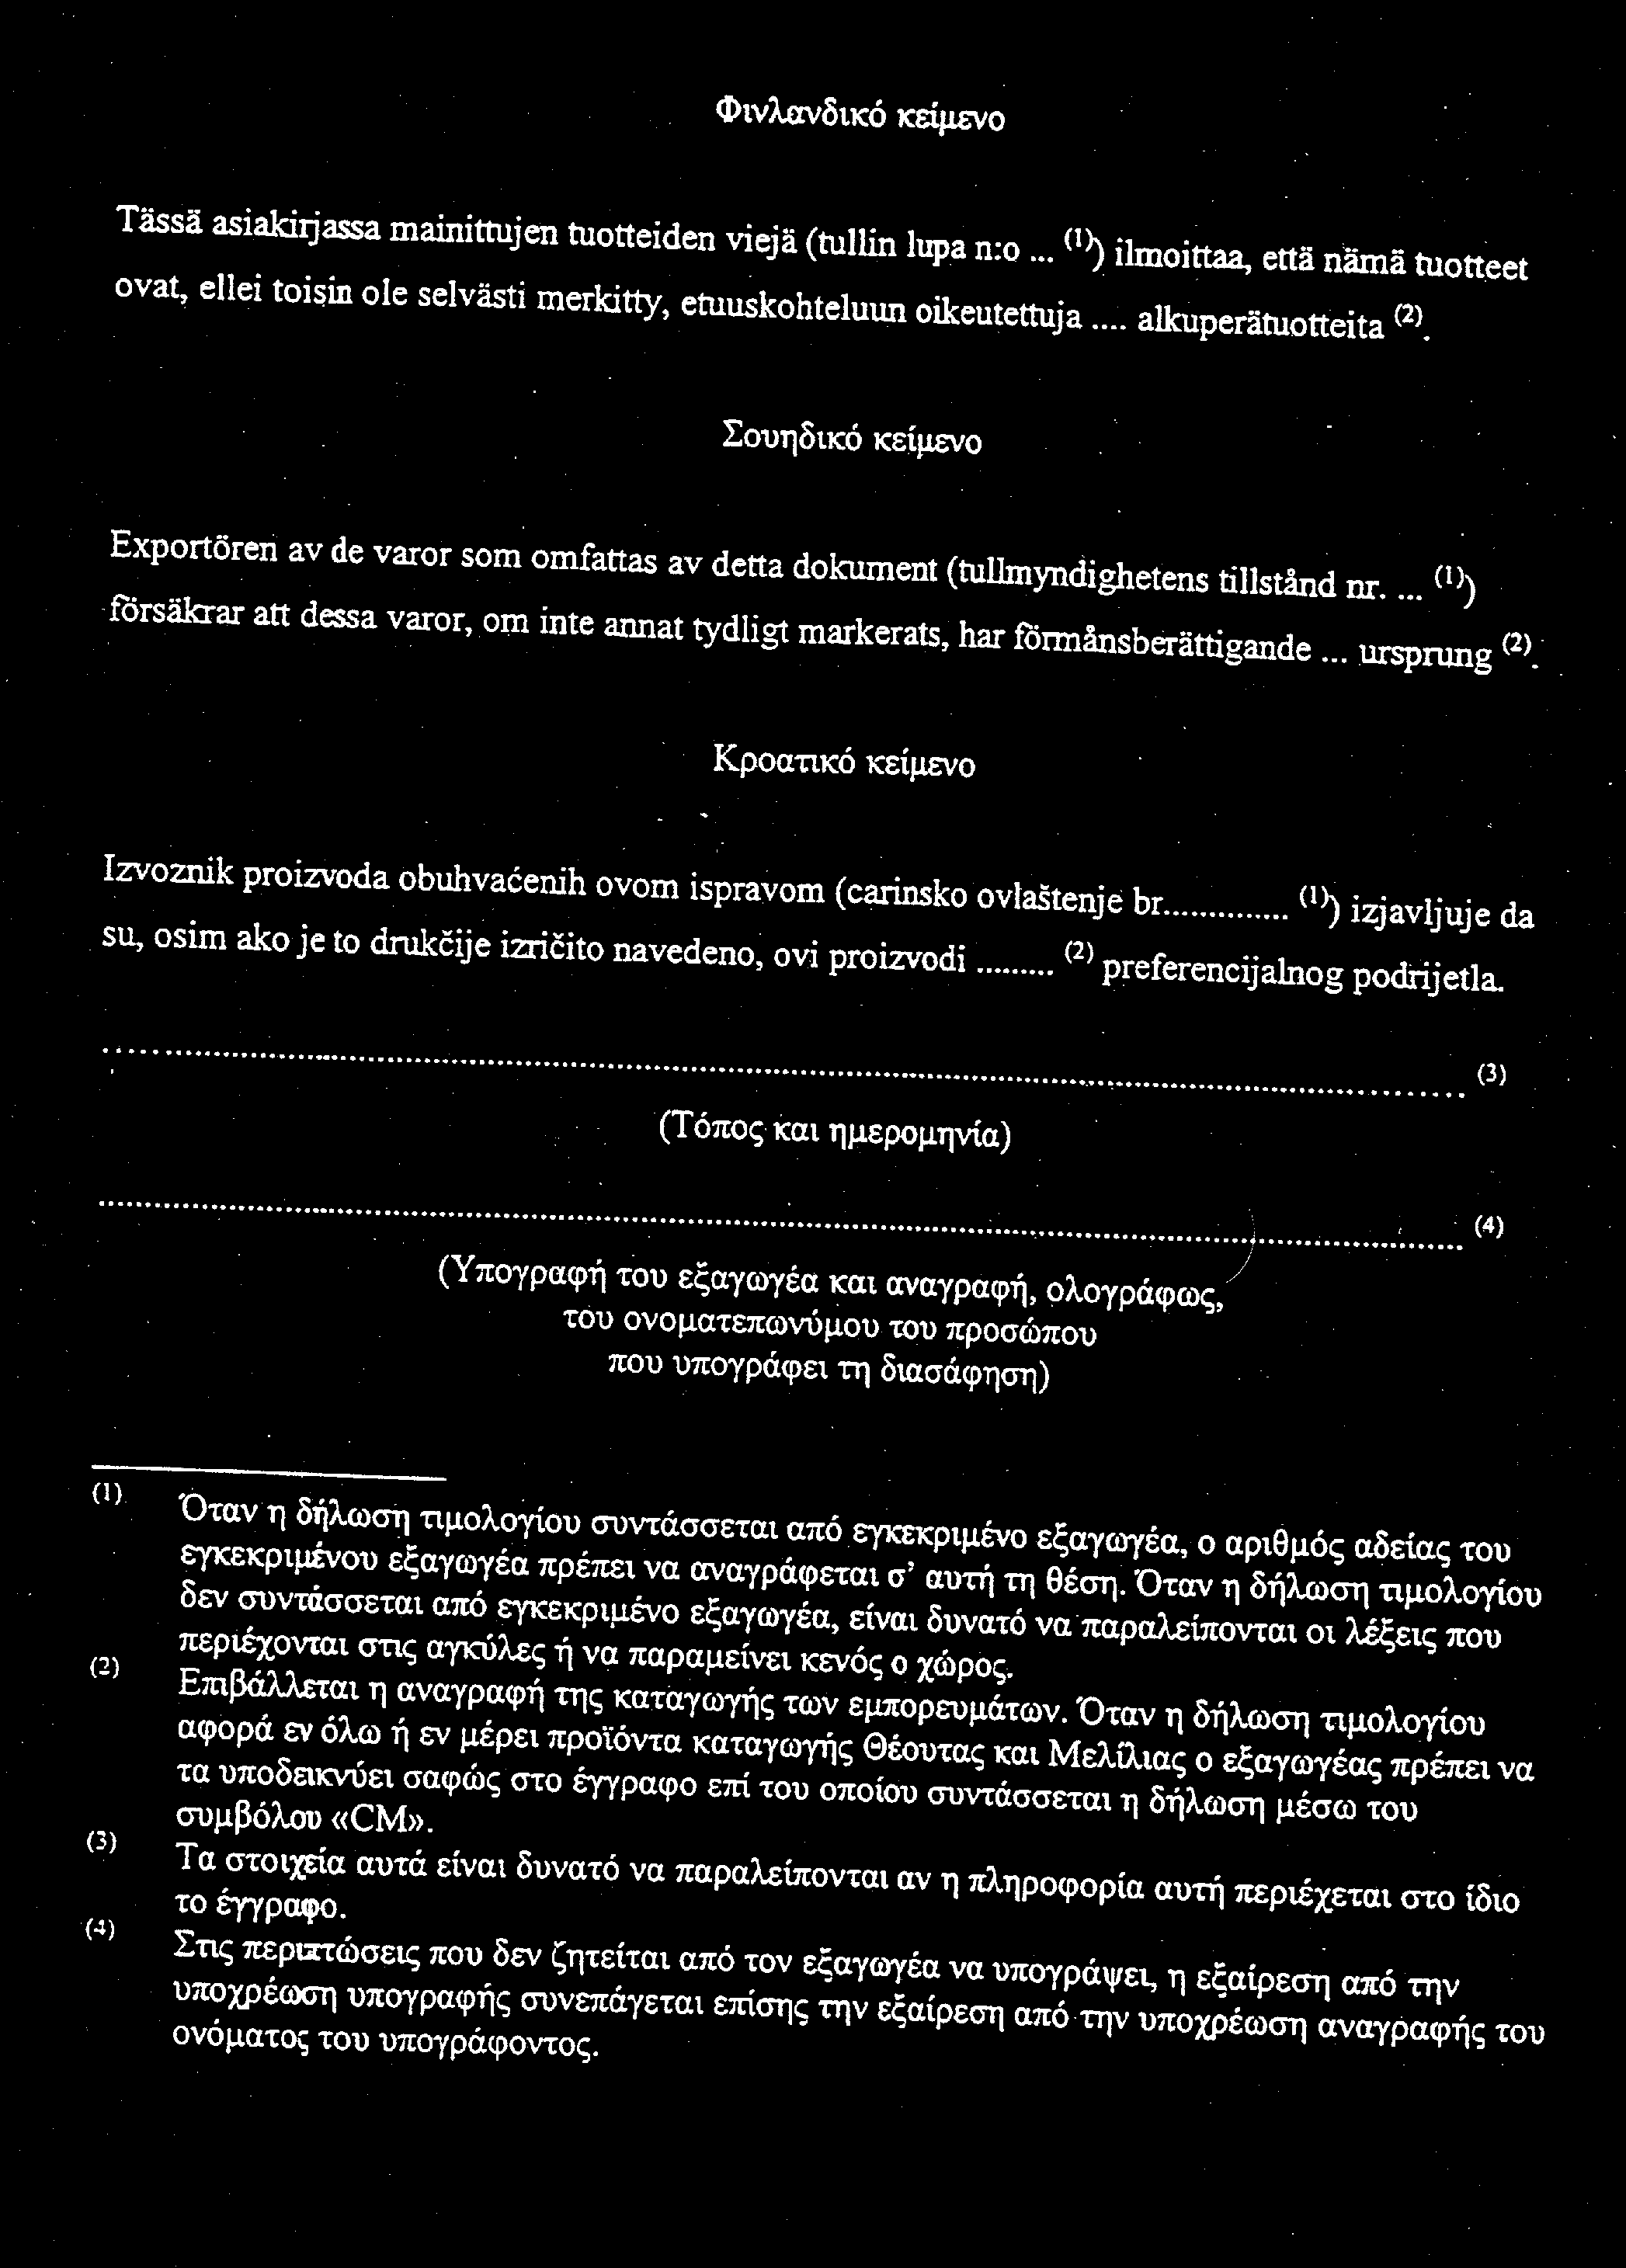 Φινλανδικό κείμενο
Tässä asiakirjassa mainittujen tuotteiden viejä (tullin lupa n:o ... (1)) ilmoittaa, että nämä tuotteet
ovat, ellei toisin ole selvästi merkitty, etuuskohteluun oikeutettuja .... alkuperätuotteita (2).
Σουηδικό κείμενο
Exportören av de varor som omfattas av detta dokument (tullmyndighetens tillstånd nr. ... (1))
försäkrar att dessa varor, om inte annat tydligt markerats, har förmånsberättigande ... ursprung (2).
Κροατικό κείμενο
Izvoznik proizvoda obuhvaćenih ovom ispravom (carinsko ovlaštenje br.............. (1)) izjavljuje da
su, osim ako je to drukčije izričito navedeno, ovi proizvodi ......... (2) preferencijalnog podrijetla.
.............................................................................................................................................. (3)
(Τόπος και ημερομηνία)
.............................................................................................................................................. (4)
(Υπογραφή του εξαγωγέα και αναγραφή, ολογράφως,
του ονοματεπωνύμου του προσώπου
που υπογράφει τη διασάφηση)
(1) Όταν η δήλωση τιμολογίου συντάσσεται από εγκεκριμένο εξαγωγέα, ο αριθμός αδείας του
εγκεκριμένου εξαγωγέα πρέπει να αναγράφεται σ' αυτή τη θέση. Όταν η δήλωση τιμολογίου
δεν συντάσσεται από εγκεκριμένο εξαγωγέα, είναι δυνατό να παραλείπονται οι λέξεις που
περιέχονται στις αγκύλες ή να παραμείνει κενός ο χώρος.
(2) Επιβάλλεται η αναγραφή της καταγωγής των εμπορευμάτων. Όταν η δήλωση τιμολογίου
αφορά εν όλω ή εν μέρει προϊόντα καταγωγής Θέουτας και Μελίλιας ο εξαγωγέας πρέπει να
τα υποδεικνύει σαφώς στο έγγραφο επί του οποίου συντάσσεται η δήλωση μέσω του
συμβόλου «CM».
(3) Τα στοιχεία αυτά είναι δυνατό να παραλείπονται αν η πληροφορία αυτή περιέχεται στο ίδιο
το έγγραφο.
(4) Στις περιπτώσεις που δεν ζητείται από τον εξαγωγέα να υπογράψει, η εξαίρεση από την
υποχρέωση υπογραφής συνεπάγεται επίσης την εξαίρεση από την υποχρέωση αναγραφής του
ονόματος του υπογράφοντος.